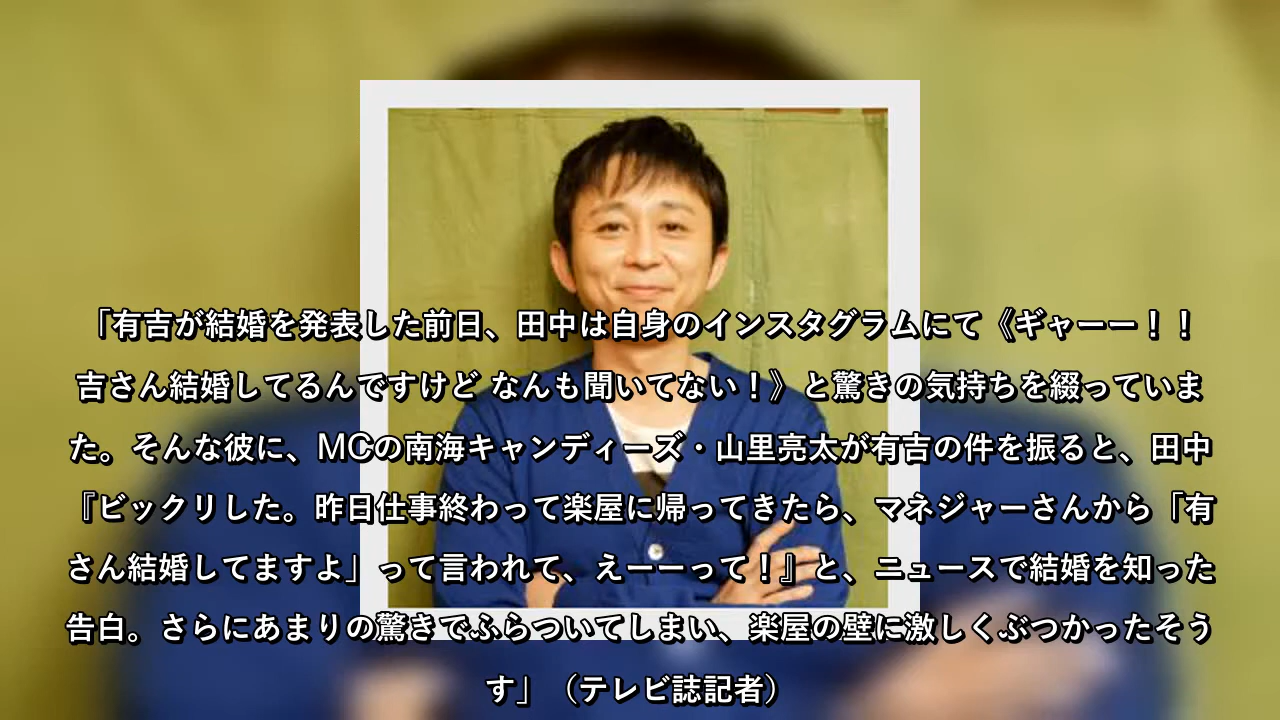 「有吉が結婚を発表した前日、田中は自身のインスタグラムにて《ギャーー！！
吉さん結婚してるんですけど なんも聞いてない！》と驚きの気持ちを綴っていま
た。そんな彼に、MCの南海キャンディーズ・山里亮太が有吉の件を振ると、田中
『ビックリした。昨日仕事終わって楽屋に帰ってきたら、マネジャーさんから「有
さん結婚してますよ」って言われて、えーーって！』と、ニュースで結婚を知った
告白。さらにあまりの驚きでふらついてしまい、楽屋の壁に激しくぶつかったそう
す」（テレビ誌記者）